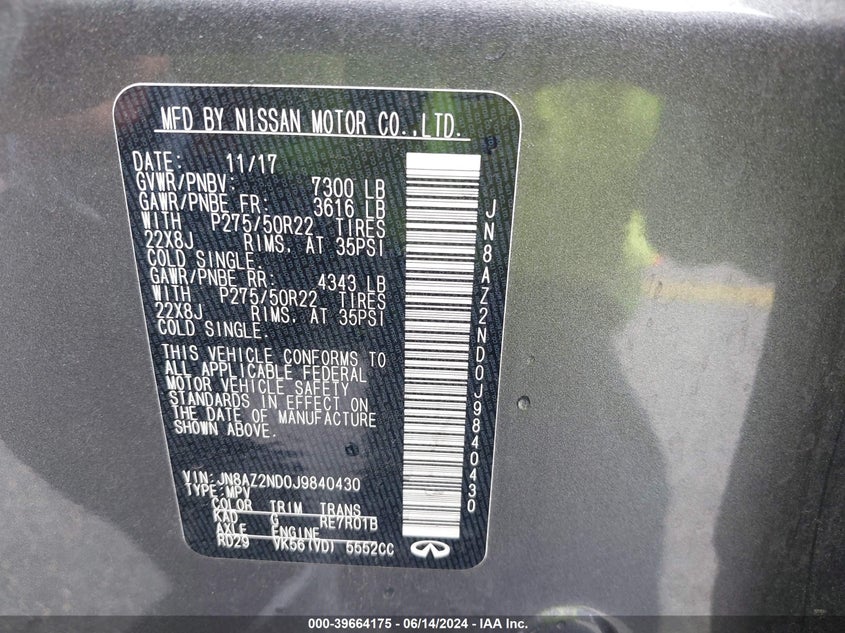 MFD BY NISSAN MOTOR CO.,LTD.
DATE: 11/17
GVWR/PNBV: 7300 LB
GAWR/PNBE FR: 3616 LB
WITH P275/50R22 TIRES
22X8J RIMS, AT 35PSI
COLD SINGLE.
GAWR/PNBE RR: 4343 LB
WITH P275/50R22 TIRES
22X8J RIMS, AT 35PSI
COLD SINGLE.
THIS VEHICLE CONFORMS TO
ALL APPLICABLE FEDERAL
MOTOR VEHICLE SAFETY
STANDARDS IN EFFECT ON
THE DATE OF MANUFACTURE
SHOWN ABOVE.
VIN: JN8AZ2ND0J9840430
TYPE: MPV
COLOR TRIM TRANS
KAD G RE7R01B
AXLE ENGINE
RD29 VK56(VD) 5552CC
JN8AZ2ND0J9840430
000-39664175 - 06/14/2024 - IAA Inc.